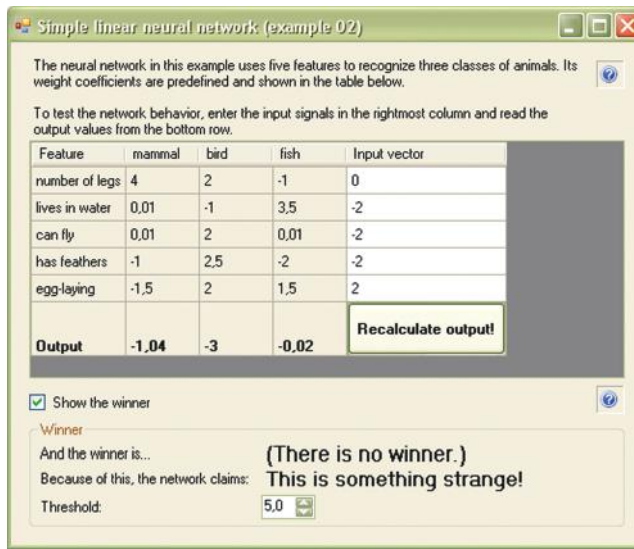 Simple linear neural network (example 02)
The neural network in this example uses five features to recognize three classes of animals. Its
weight coefficients are predefined and shown in the table below.
To test the network behavior, enter the input signals in the rightmost column and read the
output values from the bottom row.
Feature mammal bird fish Input vector
number of legs 4 2 -1 0
lives in water 0,01 -1 3,5 -2
can fly 0,01 2 0,01 -2
has feathers -1 2,5 -2 -2
egg-laying -1,5 2 1,5 2
Output -1,04 -3 -0,02 Recalculate output!
Show the winner
Winner
And the winner is... (There is no winner.)
Because of this, the network claims: This is something strange!
Threshold: 5,0